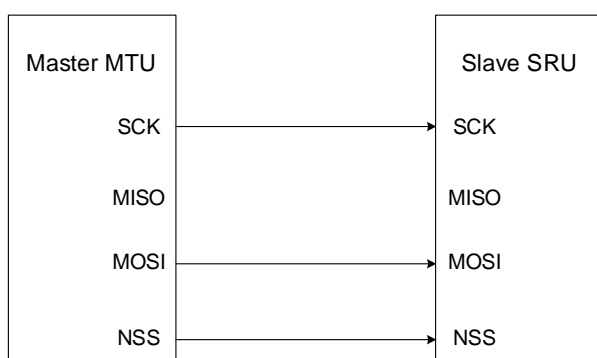 Master MTU Slave SRU
SCK SCK
MISO MISO
MOSI MOSI
NSS NSS